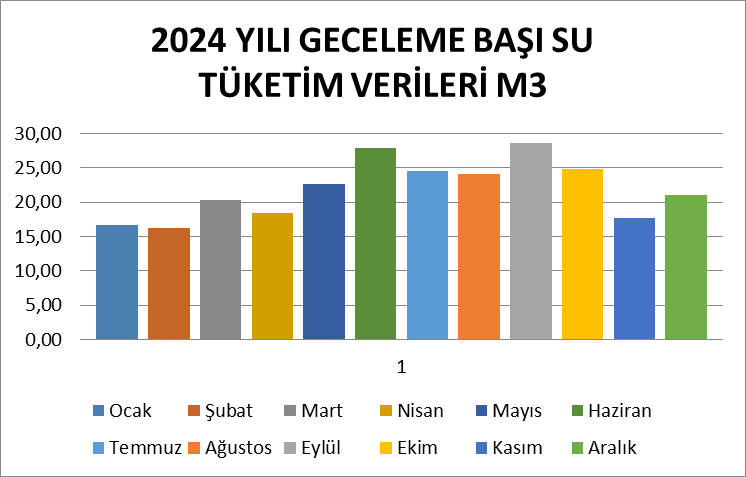 2024 YILI GECELEME BAŞI SU
TÜKETİM VERİLERİ M3
30,00
25,00
20,00
15,00
10,00
5,00
0,00
1
Ocak Şubat Mart Nisan Mayıs Haziran
Temmuz Ağustos Eylül Ekim Kasım Aralık